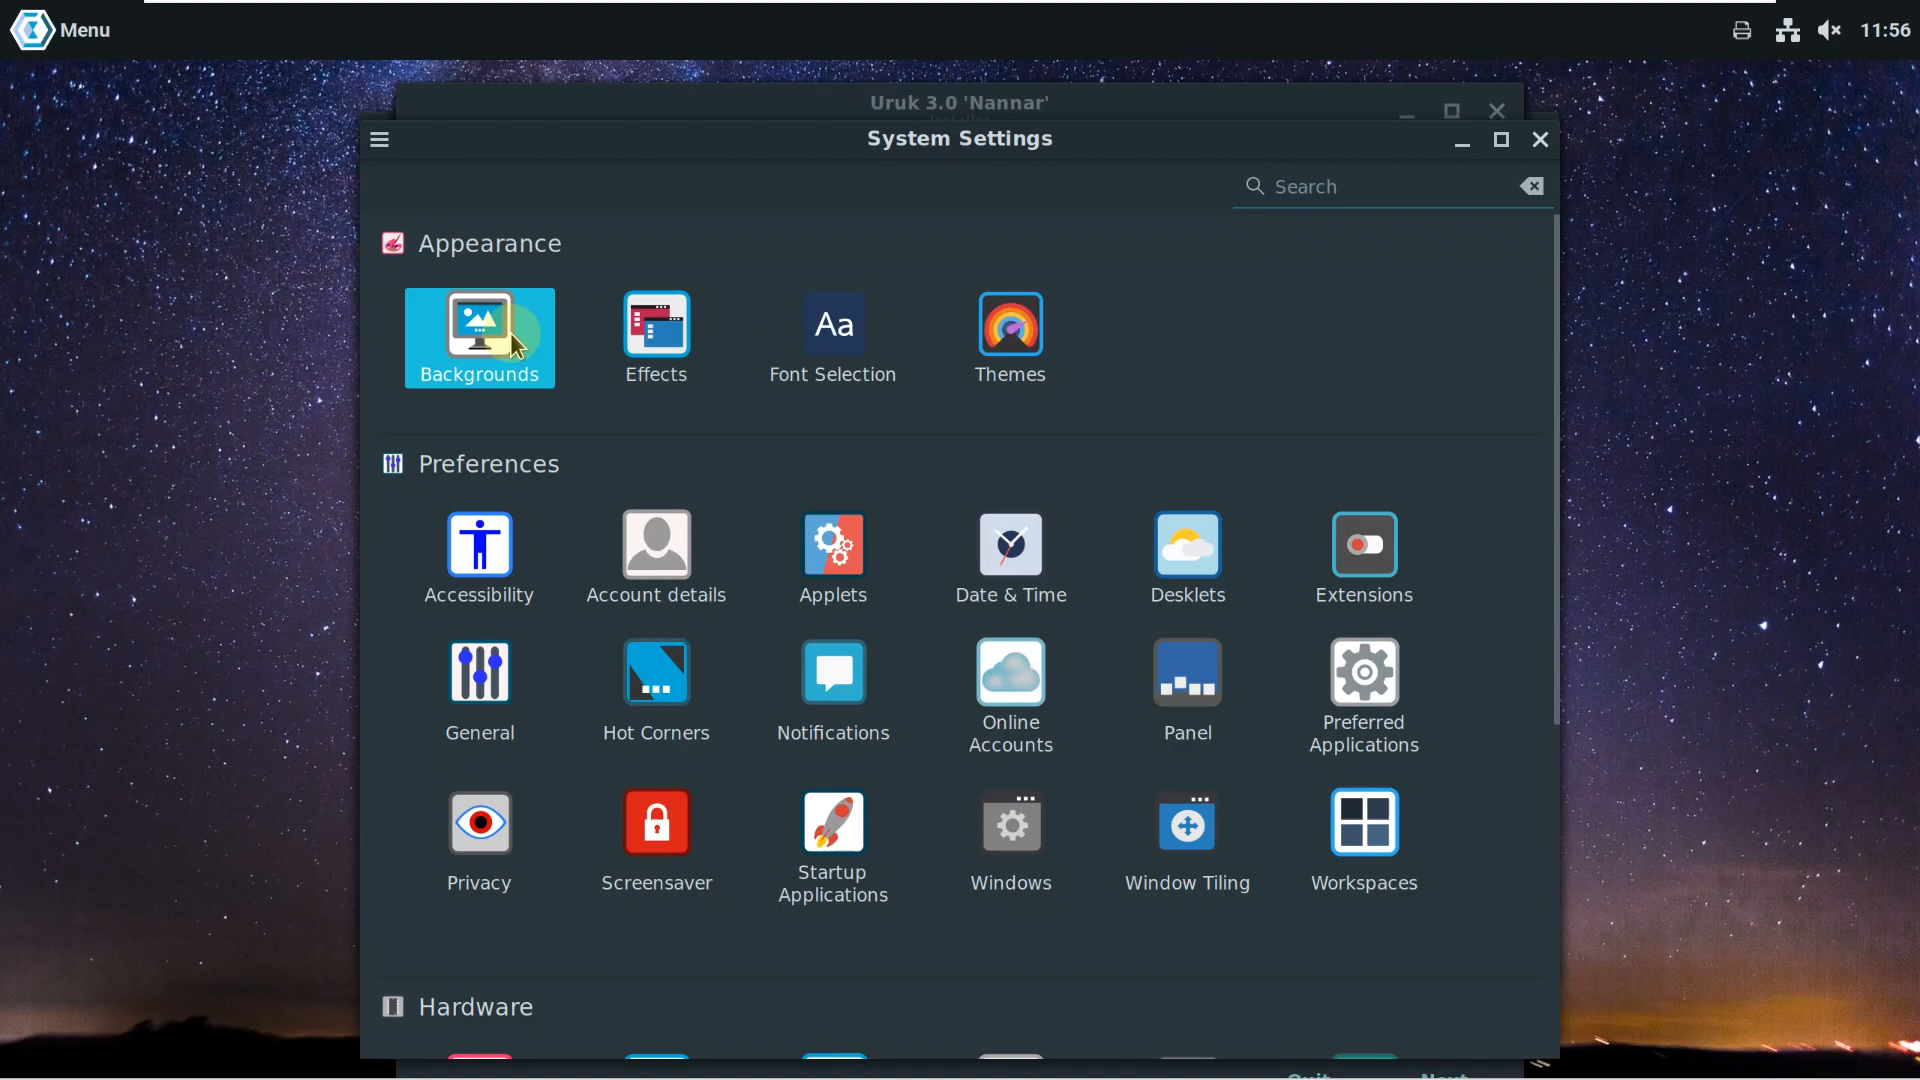 Menu
11:56
Uruk 3.0 'Nannar'
System Settings
Search
Appearance
Backgrounds
Effects
Aa
Font Selection
Themes
Preferences
Accessibility
Account details
Applets
Date & Time
Desklets
Extensions
General
Hot Corners
Notifications
Online
Accounts
Panel
Preferred
Applications
Privacy
Screensaver
Startup
Applications
Windows
Window Tiling
Workspaces
Hardware
Quit
Next